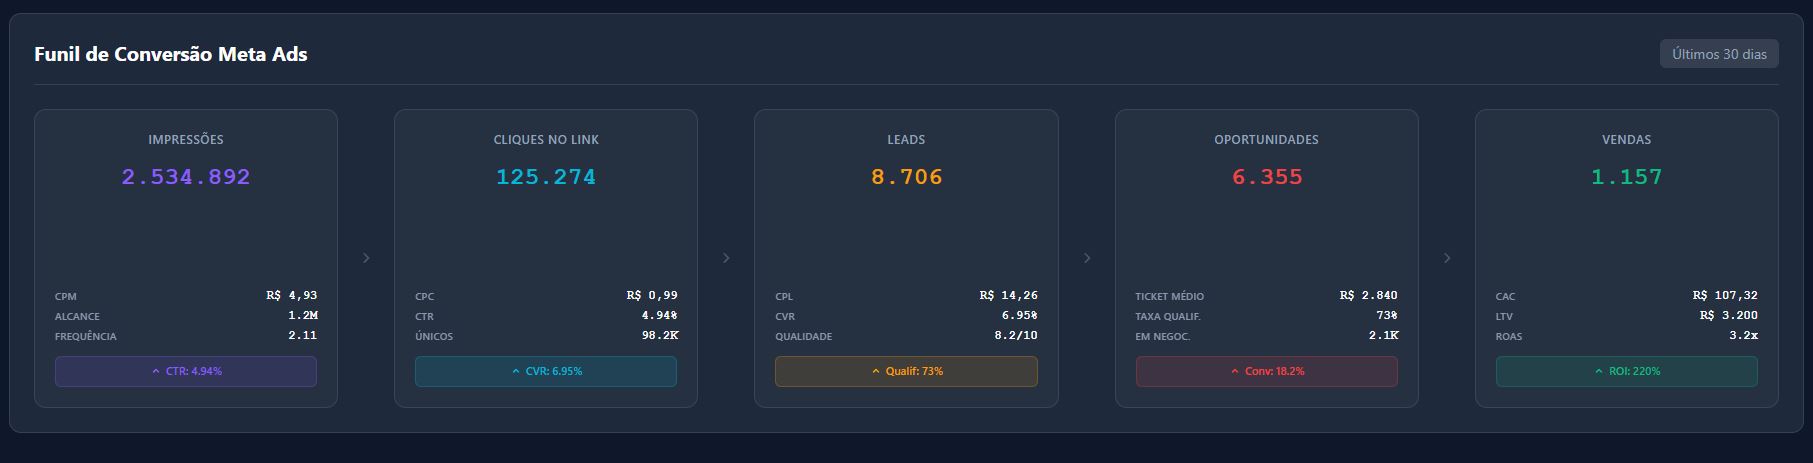 Funil de Conversão Meta Ads
Últimos 30 dias
IMPRESSÕES
2.534.892
CPM R$ 4,93
ALCANCE 1.2M
FREQUÊNCIA 2.11
CTR: 4.94%
CLIQUES NO LINK
125.274
CPC R$ 0,99
CTR 4.94%
ÚNICOS 98.2K
CVR: 6.95%
LEADS
8.706
CPL R$ 14,26
CVR 6.95%
QUALIDADE 8.2/10
Qualif: 73%
OPORTUNIDADES
6.355
TICKET MÉDIO R$ 2.840
TAXA QUALIF. 73%
EM NEGOC. 2.1K
Conv: 18.2%
VENDAS
1.157
CAC R$ 107,32
LTV R$ 3.200
ROAS 3.2x
ROI: 220%